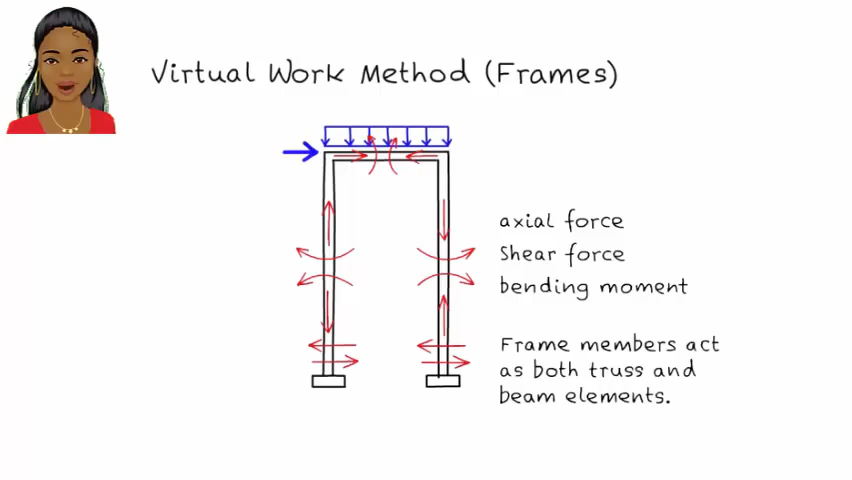 Virtual Work Method (Frames)
axial force
Shear force
bending moment
Frame members act
as both truss and
beam elements.